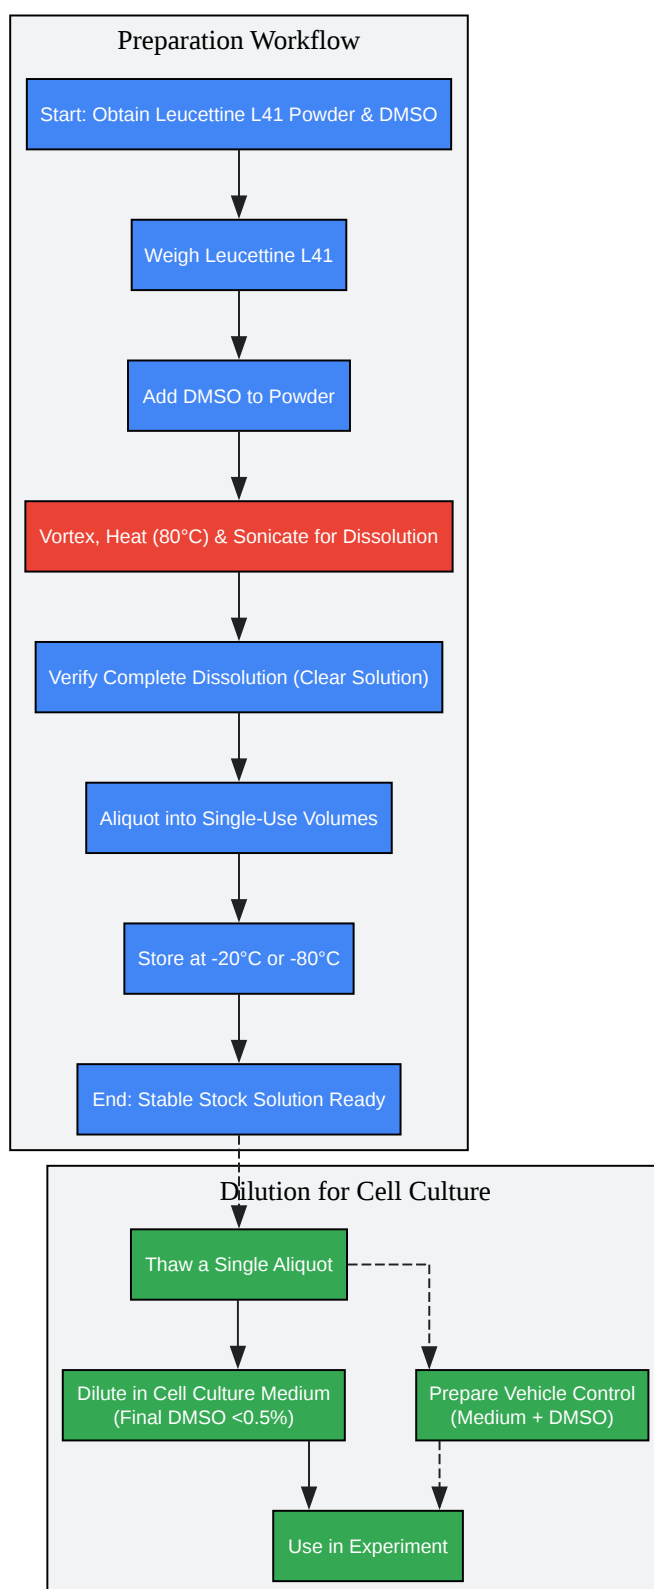 Preparation Workflow
Start: Obtain Leucettine L41 Powder & DMSO
Weigh Leucettine L41
Add DMSO to Powder
Vortex, Heat (80°C) & Sonicate for Dissolution
Verify Complete Dissolution (Clear Solution)
Aliquot into Single-Use Volumes
Store at -20°C or -80°C
End: Stable Stock Solution Ready
Dilution for Cell Culture
Thaw a Single Aliquot
Dilute in Cell Culture Medium
(Final DMSO <0.5%)
Prepare Vehicle Control
(Medium + DMSO)
Use in Experiment